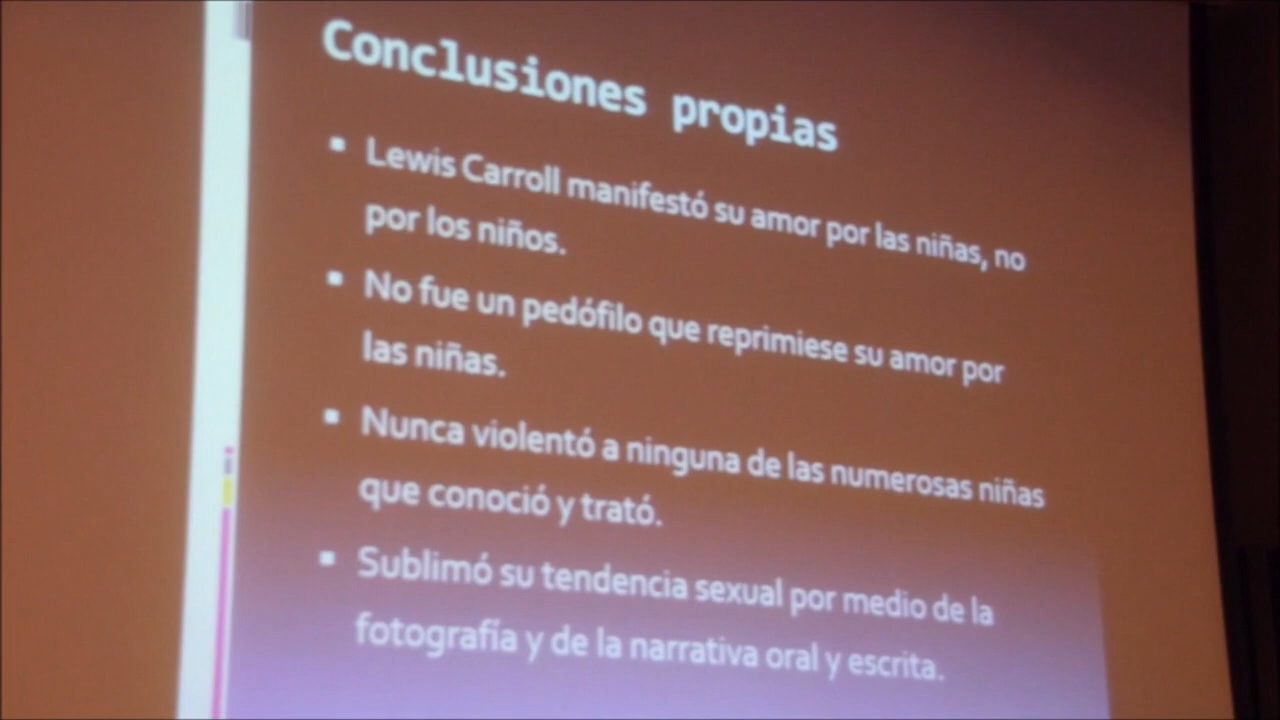 Conclusiones propias
▪ Lewis Carroll manifestó su amor por las niñas, no
por los niños.
▪ No fue un pedófilo que reprimiese su amor por
las niñas.
▪ Nunca violentó a ninguna de las numerosas niñas
que conoció y trató.
▪ Sublimó su tendencia sexual por medio de la
fotografía y de la narrativa oral y escrita.